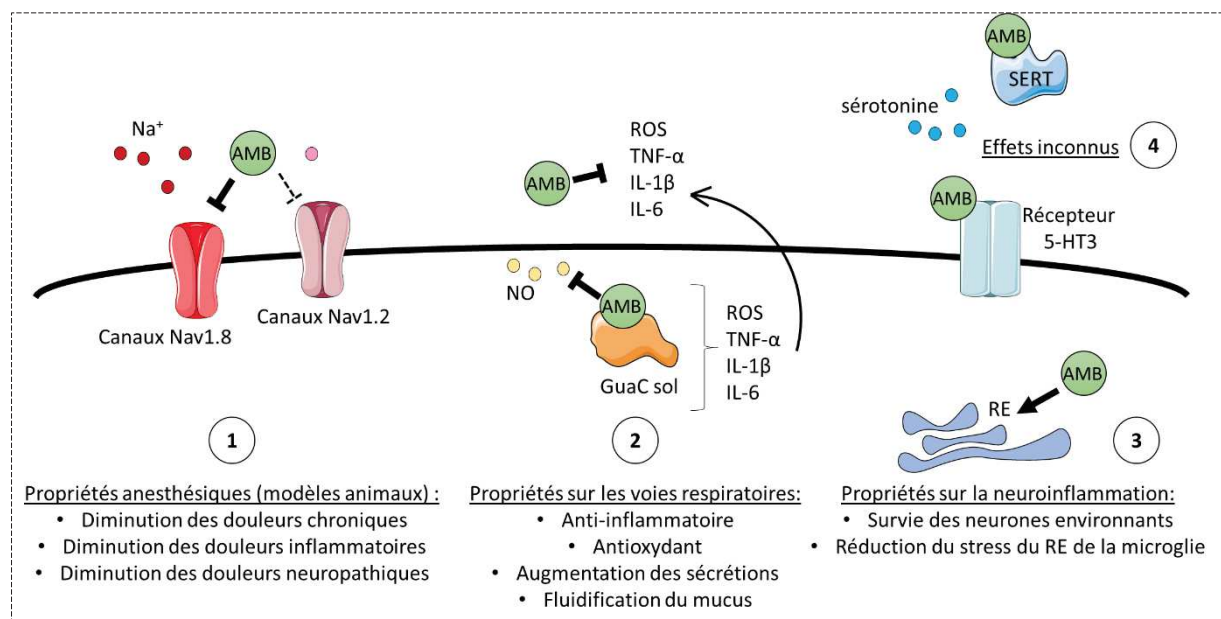 Na⁺
AMB
Canaux Nav1.8
Canaux Nav1.2
1
Propriétés anesthésiques (modèles animaux) :
• Diminution des douleurs chroniques
• Diminution des douleurs inflammatoires
• Diminution des douleurs neuropathiques
AMB
ROS
TNF-α
IL-1β
IL-6
NO
AMB
GuaC sol
ROS
TNF-α
IL-1β
IL-6
2
Propriétés sur les voies respiratoires:
• Anti-inflammatoire
• Antioxydant
• Augmentation des sécrétions
• Fluidification du mucus
AMB
SERT
sérotonine
Effets inconnus
4
AMB
Récepteur
5-HT3
AMB
RE
3
Propriétés sur la neuroinflammation:
• Survie des neurones environnants
• Réduction du stress du RE de la microglie